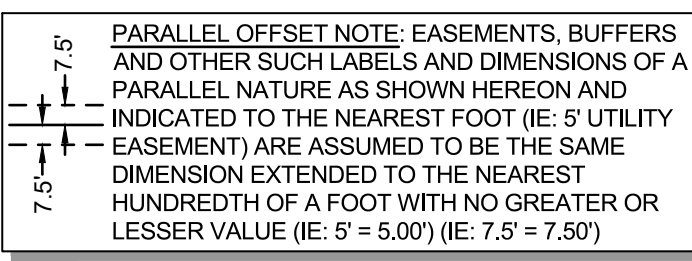 7.5'
7.5'
PARALLEL OFFSET NOTE: EASEMENTS, BUFFERS
AND OTHER SUCH LABELS AND DIMENSIONS OF A
PARALLEL NATURE AS SHOWN HEREON AND
INDICATED TO THE NEAREST FOOT (IE: 5' UTILITY
EASEMENT) ARE ASSUMED TO BE THE SAME
DIMENSION EXTENDED TO THE NEAREST
HUNDREDTH OF A FOOT WITH NO GREATER OR
LESSER VALUE (IE: 5' = 5.00') (IE: 7.5' = 7.50')